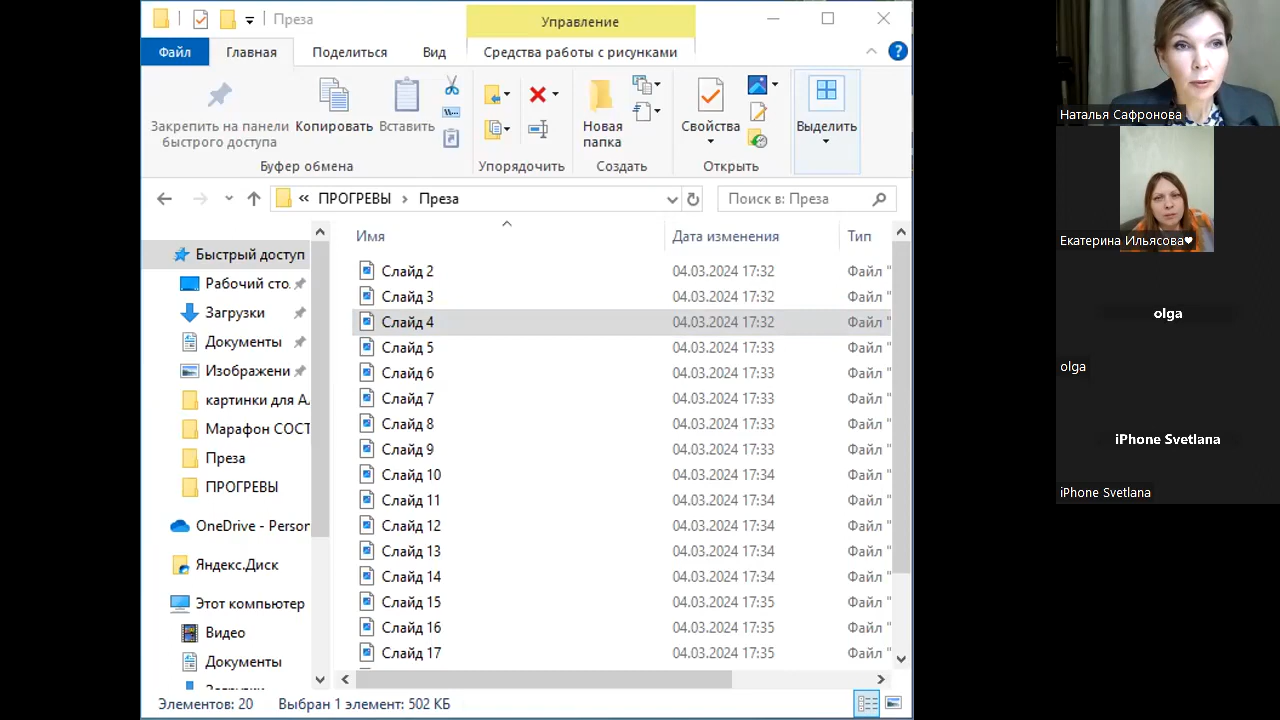 Преза
Управление
Файл
Главная
Поделиться
Вид
Средства работы с рисунками
Закрепить на панели быстрого доступа
Копировать
Вставить
Новая папка
Свойства
Выделить
Буфер обмена
Упорядочить
Создать
Открыть
« ПРОГРЕВЫ › Преза
Поиск в: Преза
Имя
Дата изменения
Тип
Быстрый доступ
Рабочий сто.
Загрузки
Документы
Изображени
картинки для А
Марафон СОСТ
Преза
ПРОГРЕВЫ
OneDrive - Person
Яндекс.Диск
Этот компьютер
Видео
Документы
Слайд 2 04.03.2024 17:32 Файл "
Слайд 3 04.03.2024 17:32 Файл "
Слайд 4 04.03.2024 17:32 Файл "
Слайд 5 04.03.2024 17:33 Файл "
Слайд 6 04.03.2024 17:33 Файл "
Слайд 7 04.03.2024 17:33 Файл "
Слайд 8 04.03.2024 17:33 Файл "
Слайд 9 04.03.2024 17:33 Файл "
Слайд 10 04.03.2024 17:34 Файл "
Слайд 11 04.03.2024 17:34 Файл "
Слайд 12 04.03.2024 17:34 Файл "
Слайд 13 04.03.2024 17:34 Файл "
Слайд 14 04.03.2024 17:34 Файл "
Слайд 15 04.03.2024 17:35 Файл "
Слайд 16 04.03.2024 17:35 Файл "
Слайд 17 04.03.2024 17:35 Файл "
Элементов: 20
Выбран 1 элемент: 502 КБ
Наталья Сафронова
Екатерина Ильясова♥
olga
olga
iPhone Svetlana
iPhone Svetlana